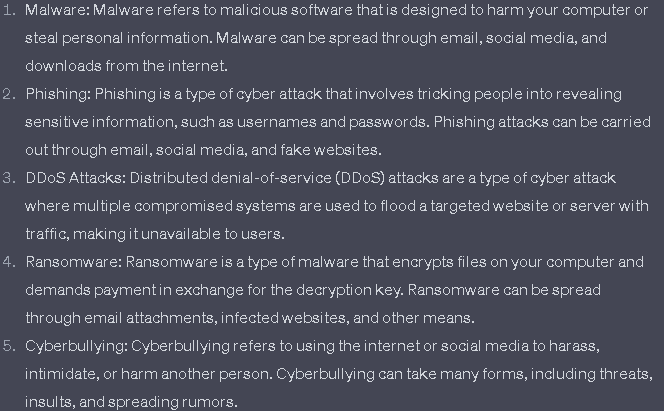 1. Malware: Malware refers to malicious software that is designed to harm your computer or
steal personal information. Malware can be spread through email, social media, and
downloads from the internet.
2. Phishing: Phishing is a type of cyber attack that involves tricking people into revealing
sensitive information, such as usernames and passwords. Phishing attacks can be carried
out through email, social media, and fake websites.
3. DDoS Attacks: Distributed denial-of-service (DDoS) attacks are a type of cyber attack
where multiple compromised systems are used to flood a targeted website or server with
traffic, making it unavailable to users.
4. Ransomware: Ransomware is a type of malware that encrypts files on your computer and
demands payment in exchange for the decryption key. Ransomware can be spread
through email attachments, infected websites, and other means.
5. Cyberbullying: Cyberbullying refers to using the internet or social media to harass,
intimidate, or harm another person. Cyberbullying can take many forms, including threats,
insults, and spreading rumors.